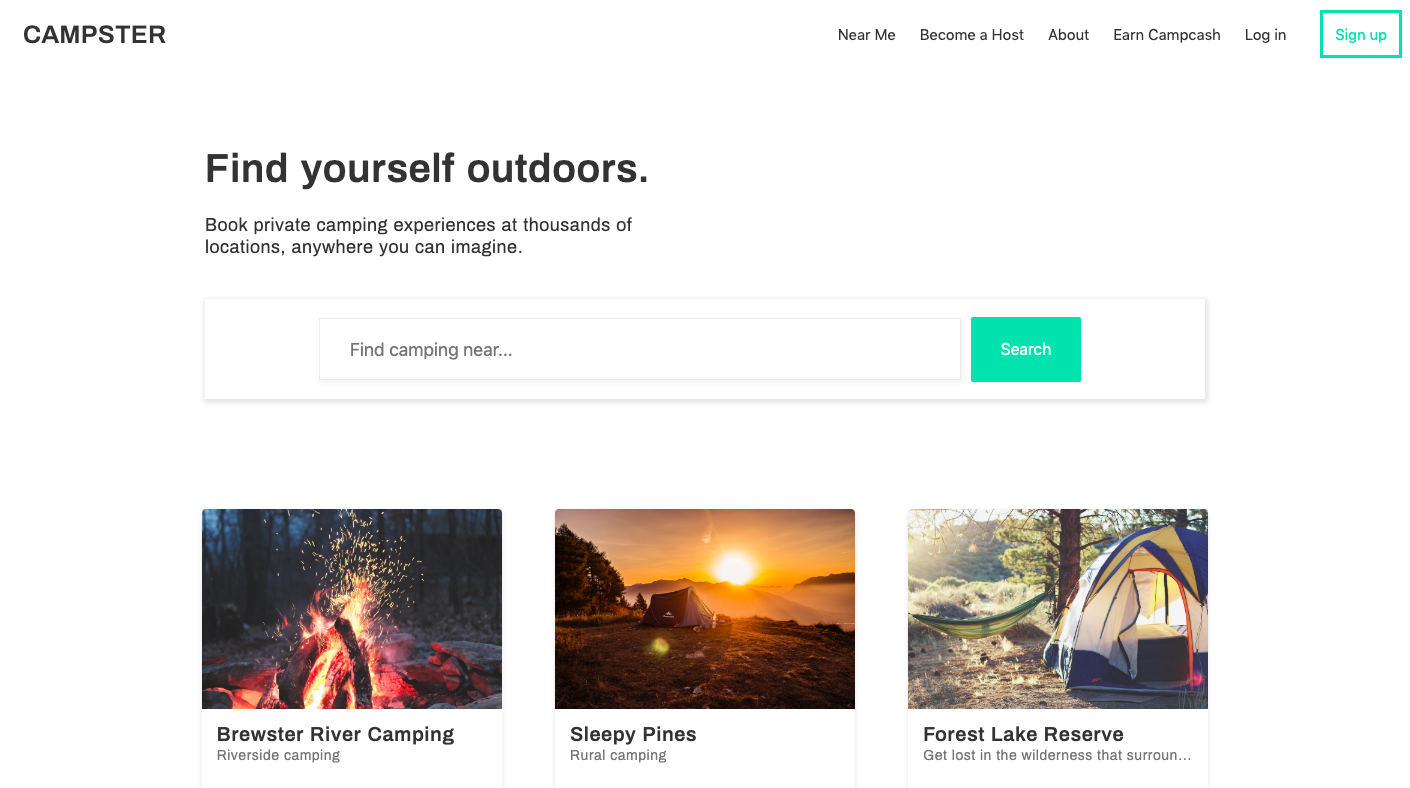 CAMPSTER
Near Me
Become a Host
About
Earn Campcash
Log in
Sign up
Find yourself outdoors.
Book private camping experiences at thousands of
locations, anywhere you can imagine.
Find camping near...
Search
Brewster River Camping
Riverside camping
Sleepy Pines
Rural camping
Forest Lake Reserve
Get lost in the wilderness that surroun...